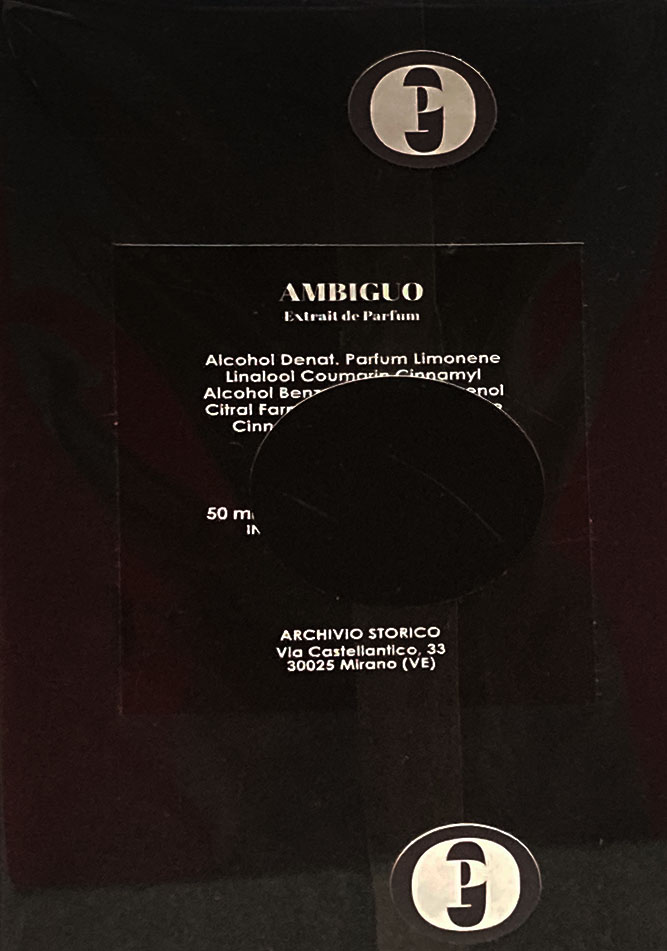 AMBIGUO
Extrait de Parfum
Alcohol Denat. Parfum Limonene
Linalool Coumarin Cinnamyl
Alcohol
Citral
50
ARCHIVIO STORICO
Via Castellantico, 33
30025 Mirano (VE)